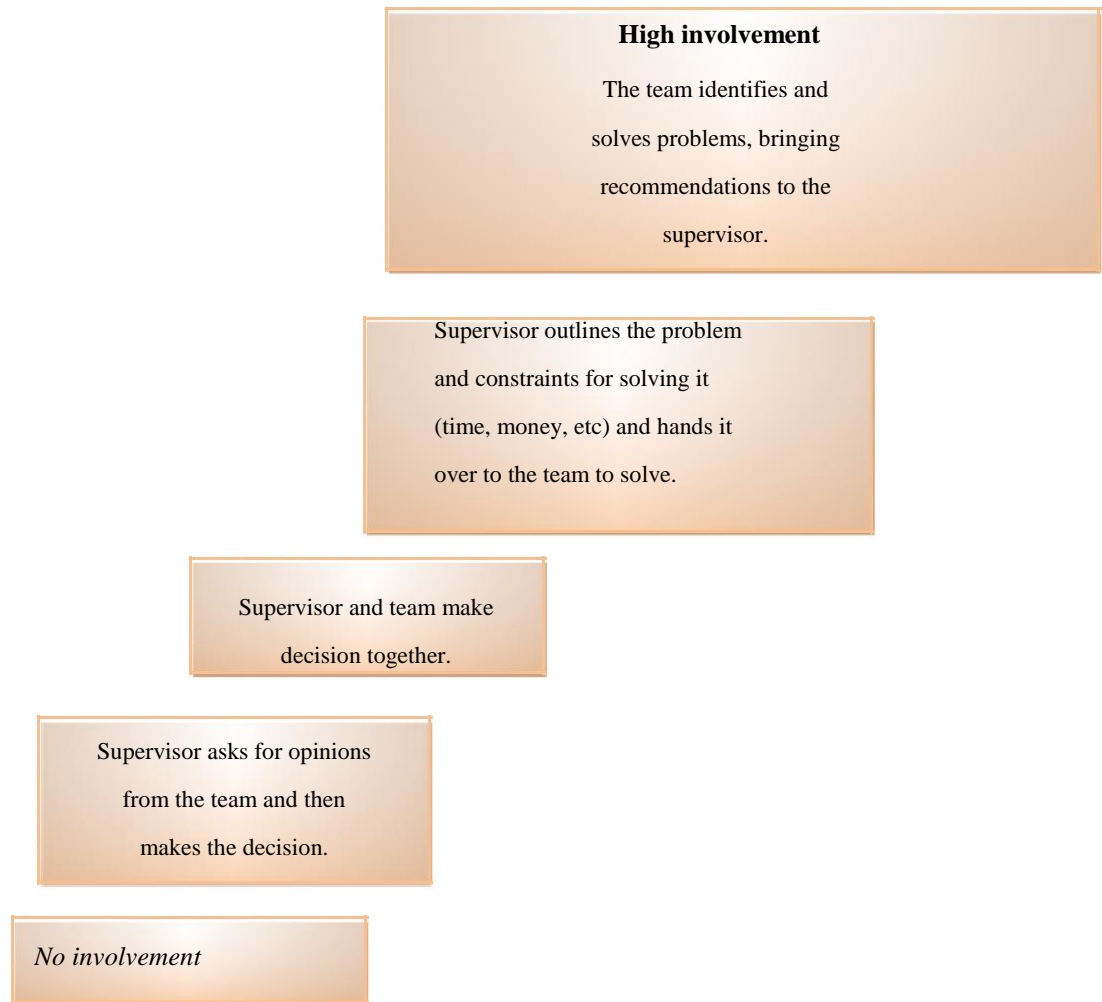 High involvement
The team identifies and
solves problems, bringing
recommendations to the
supervisor.
Supervisor outlines the problem
and constraints for solving it
(time, money, etc) and hands it
over to the team to solve.
Supervisor and team make
decision together.
Supervisor asks for opinions
from the team and then
makes the decision.
No involvement